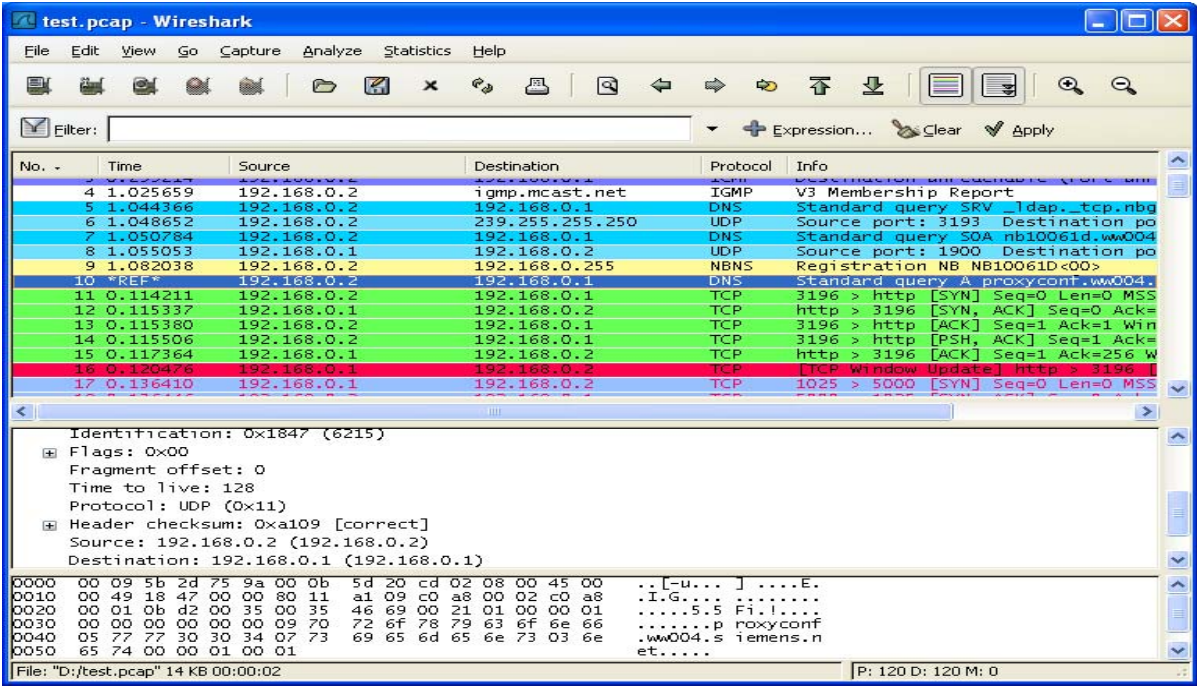 test.pcap - Wireshark
File Edit View Go Capture Analyze Statistics Help
Filter: Expression... Clear Apply
No. - Time Source Destination Protocol Info
4 1.025659 192.168.0.2 igmp.mcast.net IGMP V3 Membership Report
5 1.044366 192.168.0.2 192.168.0.1 DNS Standard query SRV _ldap._tcp.nbg
6 1.048652 192.168.0.2 239.255.255.250 UDP Source port: 3193 Destination po
7 1.050784 192.168.0.2 192.168.0.1 DNS Standard query SOA nb10061d.ww004
8 1.055053 192.168.0.1 192.168.0.2 UDP Source port: 1900 Destination po
9 1.082038 192.168.0.2 192.168.0.255 NBNS Registration NB NB10061D<00>
10 *REF* 192.168.0.2 192.168.0.1 DNS Standard query A proxyconf.ww004.
11 0.114211 192.168.0.2 192.168.0.1 TCP 3196 > http [SYN] Seq=0 Len=0 MSS
12 0.115337 192.168.0.1 192.168.0.2 TCP http > 3196 [SYN, ACK] Seq=0 Ack=
13 0.115380 192.168.0.2 192.168.0.1 TCP 3196 > http [ACK] Seq=1 Ack=1 Win
14 0.115506 192.168.0.2 192.168.0.1 TCP 3196 > http [PSH, ACK] Seq=1 Ack=
15 0.117364 192.168.0.1 192.168.0.2 TCP http > 3196 [ACK] Seq=1 Ack=256 W
16 0.120476 192.168.0.1 192.168.0.2 TCP [TCP Window Update] http > 3196 [
17 0.136410 192.168.0.1 192.168.0.2 TCP 1025 > 5000 [SYN] Seq=0 Len=0 MSS
Identification: 0x1847 (6215)
Flags: 0x00
Fragment offset: 0
Time to live: 128
Protocol: UDP (0x11)
Header checksum: 0xa109 [correct]
Source: 192.168.0.2 (192.168.0.2)
Destination: 192.168.0.1 (192.168.0.1)
0000 00 09 5b 2d 75 9a 00 0b 5d 20 cd 02 08 00 45 00 ..[-u... ] ....E.
0010 00 49 18 47 00 00 80 11 a1 09 c0 a8 00 02 c0 a8 .I.G.... ........
0020 00 01 0b d2 00 35 00 35 46 69 00 21 01 00 00 01 .....5.5 Fi.!....
0030 00 00 00 00 00 00 09 70 72 6f 78 79 63 6f 6e 66 .......p roxyconf
0040 05 77 77 30 30 34 07 73 69 65 6d 65 6e 73 03 6e .ww004.s iemens.n
0050 65 74 00 00 01 00 01 et.....
File: "D:/test.pcap" 14 KB 00:00:02 P: 120 D: 120 M: 0